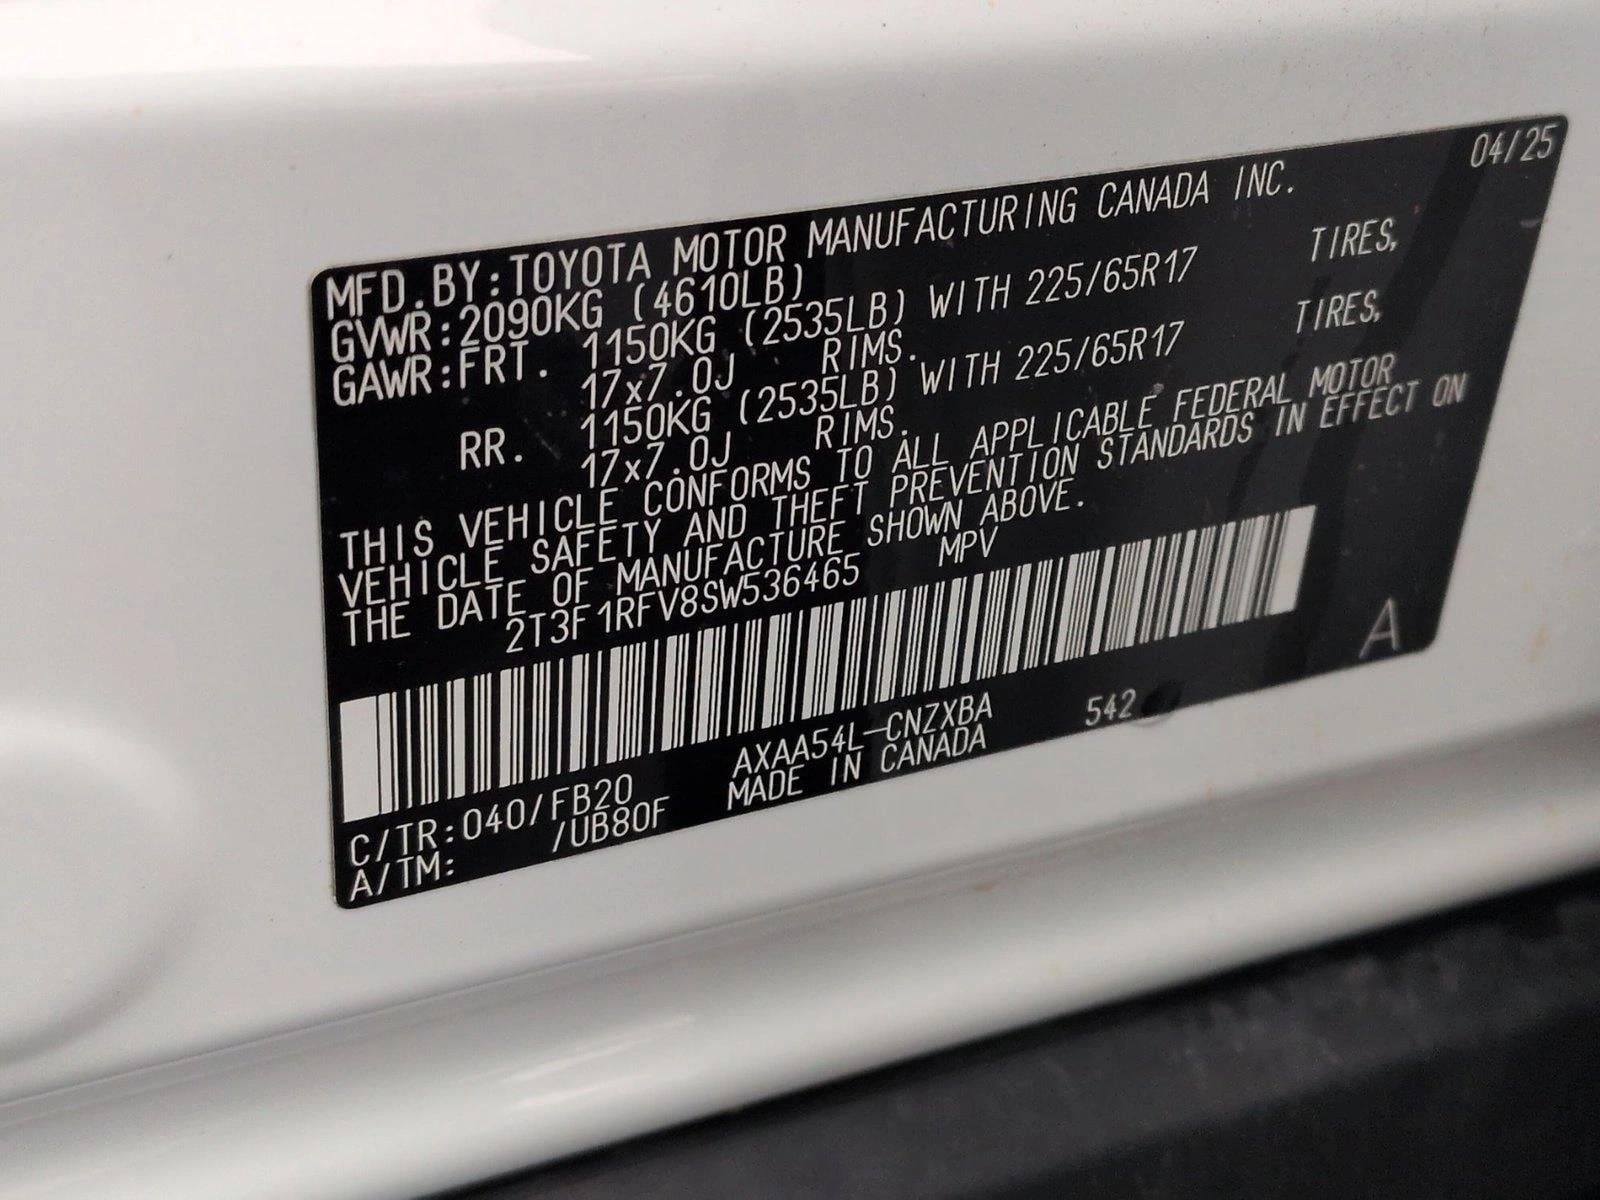 04/25
MFD.BY:TOYOTA MOTOR MANUFACTURING CANADA INC.
GVWR:2090KG (4610LB)
GAWR:FRT. 1150KG (2535LB) WITH 225/65R17 TIRES,
17x7.0J RIMS.
RR. 1150KG (2535LB) WITH 225/65R17 TIRES,
17x7.0J RIMS.
THIS VEHICLE CONFORMS TO ALL APPLICABLE FEDERAL MOTOR
VEHICLE SAFETY AND THEFT PREVENTION STANDARDS IN EFFECT ON
THE DATE OF MANUFACTURE SHOWN ABOVE.
2T3F1RFV8SW536465 MPV
A
C/TR:040/FB20 AXAA54L-CNZXBA 542
A/TM: /UB80F MADE IN CANADA